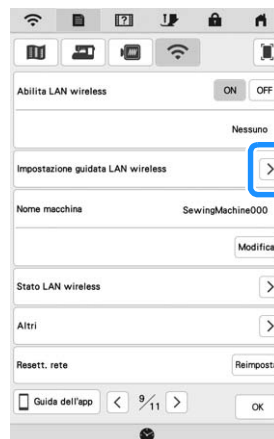 Abilita LAN wireless ON OFF
Nessuno
Impostazione guidata LAN wireless
Nome macchina SewingMachine000
Modifica
Stato LAN wireless
Altri
Resett. rete Reimposta
Guida dell'app 9/11 OK